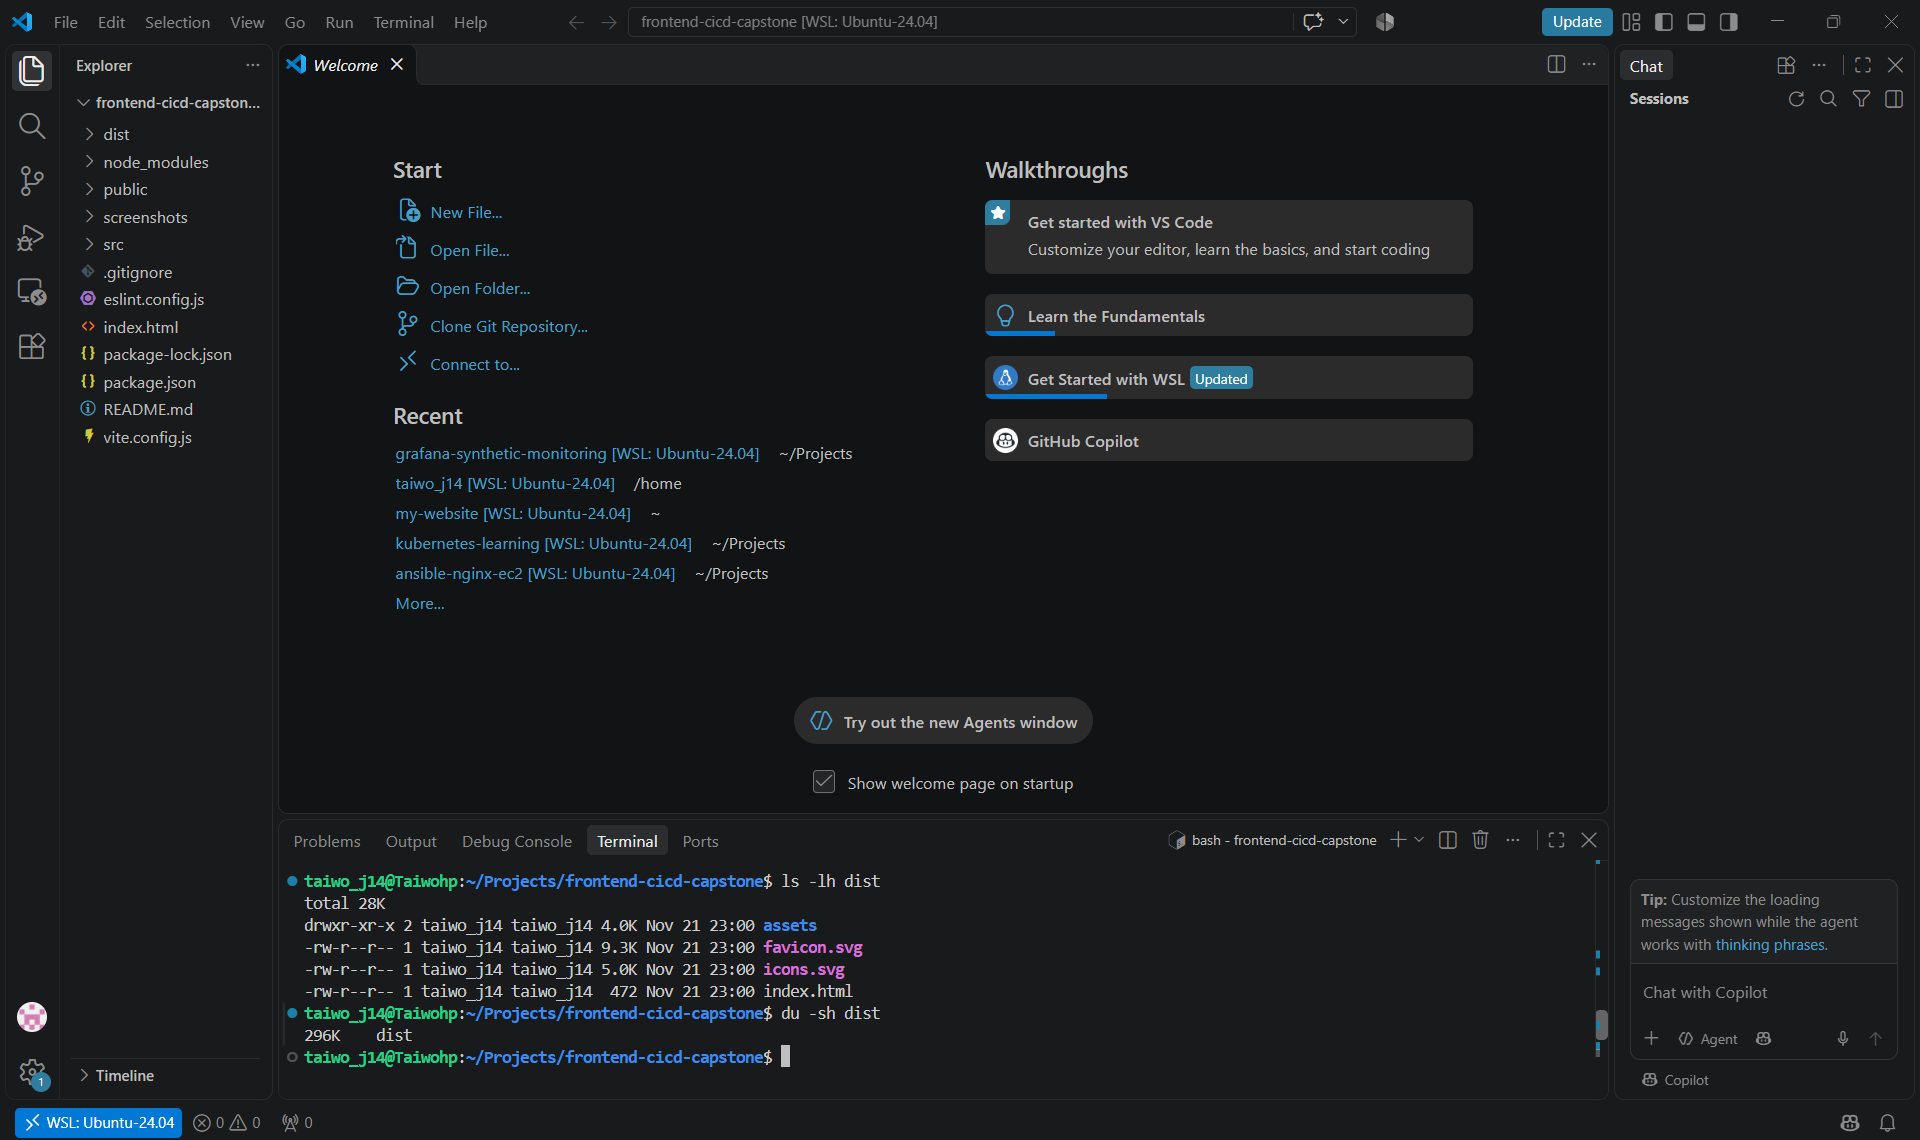 File Edit Selection View Go Run Terminal Help
frontend-cicd-capstone [WSL: Ubuntu-24.04]
Update
Explorer
frontend-cicd-capston...
dist
node_modules
public
screenshots
src
.gitignore
eslint.config.js
index.html
package-lock.json
package.json
README.md
vite.config.js
Timeline
Welcome
Start
New File...
Open File...
Open Folder...
Clone Git Repository...
Connect to...
Recent
grafana-synthetic-monitoring [WSL: Ubuntu-24.04] ~/Projects
taiwo_j14 [WSL: Ubuntu-24.04] /home
my-website [WSL: Ubuntu-24.04] ~
kubernetes-learning [WSL: Ubuntu-24.04] ~/Projects
ansible-nginx-ec2 [WSL: Ubuntu-24.04] ~/Projects
More...
Walkthroughs
Get started with VS Code
Customize your editor, learn the basics, and start coding
Learn the Fundamentals
Get Started with WSL Updated
GitHub Copilot
Try out the new Agents window
Show welcome page on startup
Problems Output Debug Console Terminal Ports
bash - frontend-cicd-capstone
taiwo_j14@Taiwohp:~/Projects/frontend-cicd-capstone$ ls -lh dist
total 28K
drwxr-xr-x 2 taiwo_j14 taiwo_j14 4.0K Nov 21 23:00 assets
-rw-r--r-- 1 taiwo_j14 taiwo_j14 9.3K Nov 21 23:00 favicon.svg
-rw-r--r-- 1 taiwo_j14 taiwo_j14 5.0K Nov 21 23:00 icons.svg
-rw-r--r-- 1 taiwo_j14 taiwo_j14  472 Nov 21 23:00 index.html
taiwo_j14@Taiwohp:~/Projects/frontend-cicd-capstone$ du -sh dist
296K    dist
taiwo_j14@Taiwohp:~/Projects/frontend-cicd-capstone$
Chat
Sessions
Tip: Customize the loading
messages shown while the agent
works with thinking phrases.
Chat with Copilot
Agent
Copilot
1
WSL: Ubuntu-24.04 0 0 0